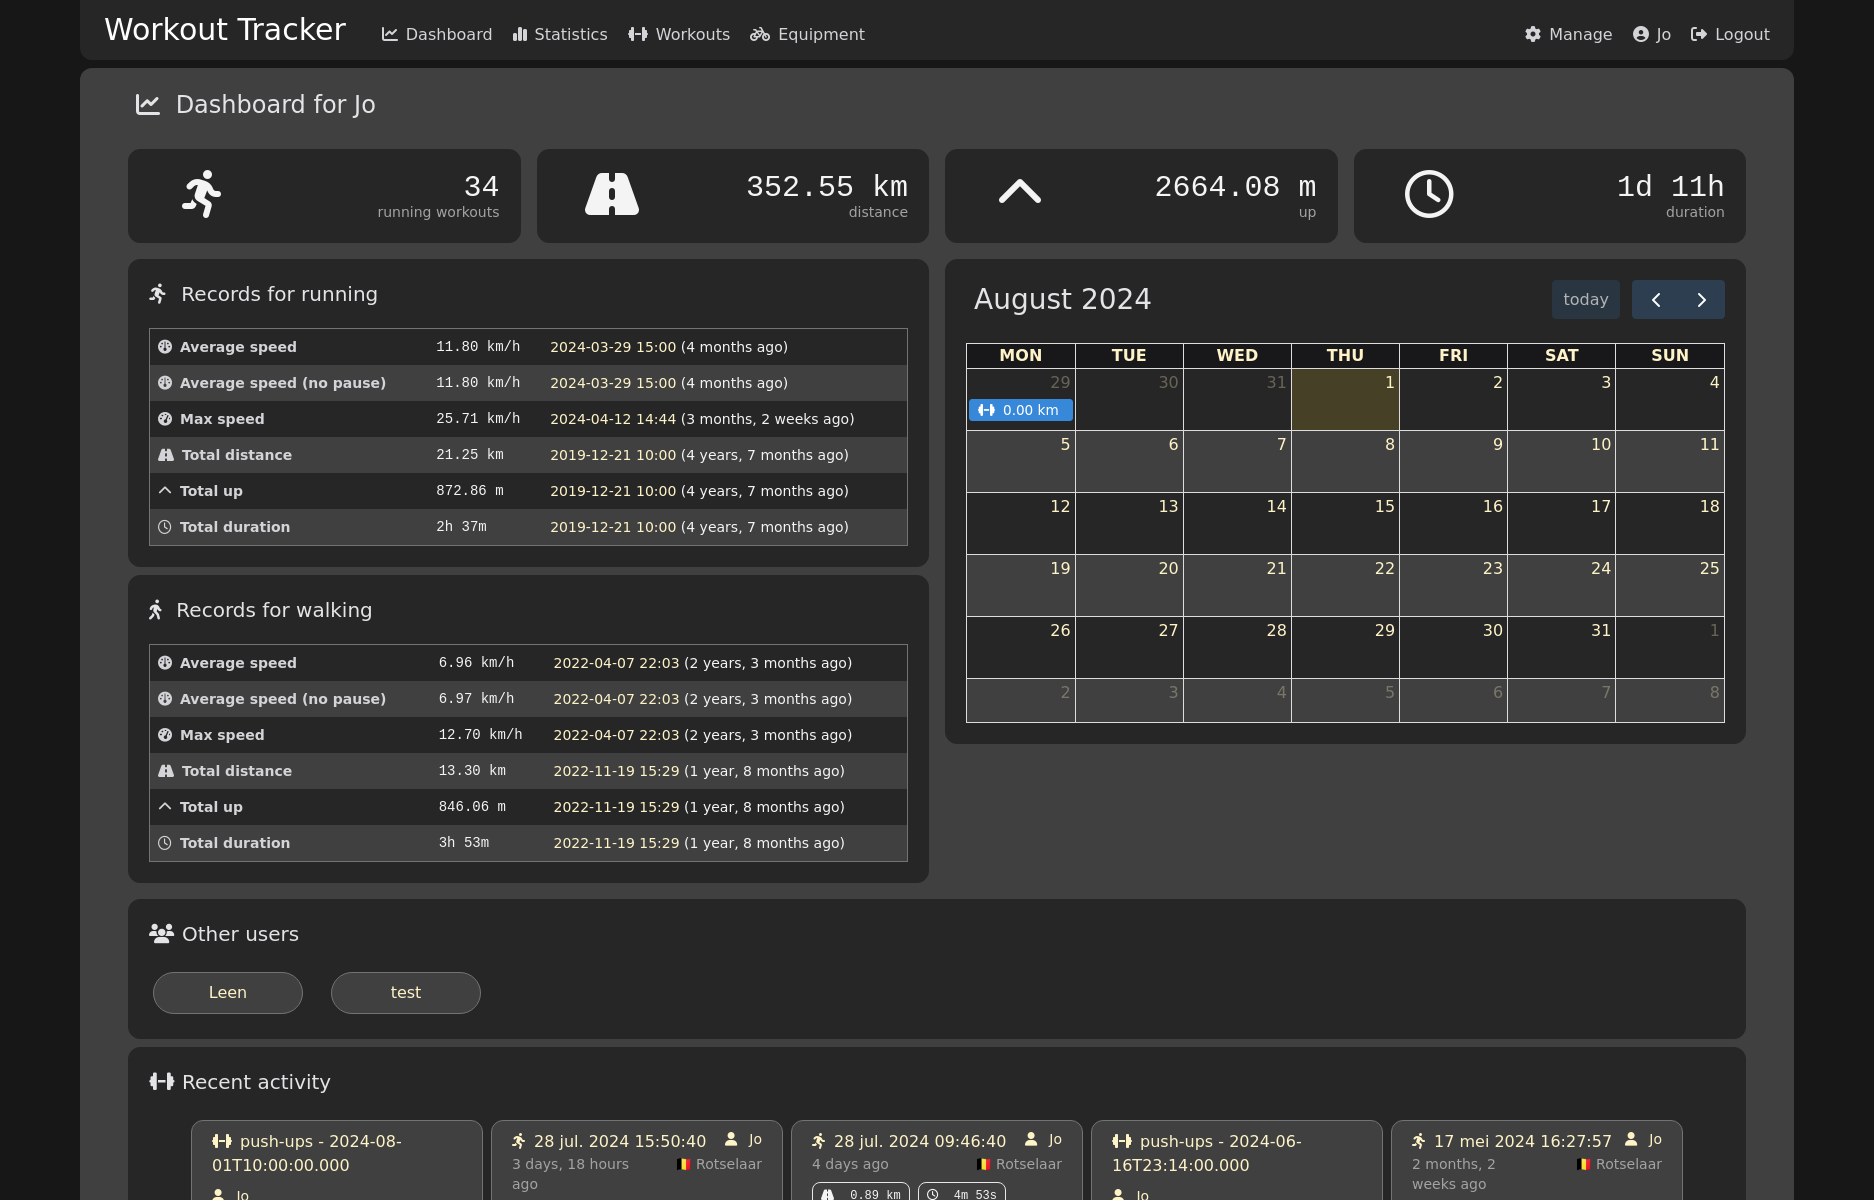 Workout Tracker Dashboard Statistics Workouts Equipment Manage Jo Logout
Dashboard for Jo
34
running workouts
352.55 km
distance
2664.08 m
up
1d 11h
duration
Records for running
Average speed 11.80 km/h 2024-03-29 15:00 (4 months ago)
Average speed (no pause) 11.80 km/h 2024-03-29 15:00 (4 months ago)
Max speed 25.71 km/h 2024-04-12 14:44 (3 months, 2 weeks ago)
Total distance 21.25 km 2019-12-21 10:00 (4 years, 7 months ago)
Total up 872.86 m 2019-12-21 10:00 (4 years, 7 months ago)
Total duration 2h 37m 2019-12-21 10:00 (4 years, 7 months ago)
Records for walking
Average speed 6.96 km/h 2022-04-07 22:03 (2 years, 3 months ago)
Average speed (no pause) 6.97 km/h 2022-04-07 22:03 (2 years, 3 months ago)
Max speed 12.70 km/h 2022-04-07 22:03 (2 years, 3 months ago)
Total distance 13.30 km 2022-11-19 15:29 (1 year, 8 months ago)
Total up 846.06 m 2022-11-19 15:29 (1 year, 8 months ago)
Total duration 3h 53m 2022-11-19 15:29 (1 year, 8 months ago)
August 2024 today
MON TUE WED THU FRI SAT SUN
29 30 31 1 2 3 4
0.00 km
5 6 7 8 9 10 11
12 13 14 15 16 17 18
19 20 21 22 23 24 25
26 27 28 29 30 31 1
2 3 4 5 6 7 8
Other users
Leen test
Recent activity
push-ups - 2024-08-
01T10:00:00.000
Jo
28 jul. 2024 15:50:40 Jo
3 days, 18 hours Rotselaar
ago
28 jul. 2024 09:46:40 Jo
4 days ago Rotselaar
0.89 km 4m 53s
push-ups - 2024-06-
16T23:14:00.000
Jo
17 mei 2024 16:27:57 Jo
2 months, 2 Rotselaar
weeks ago